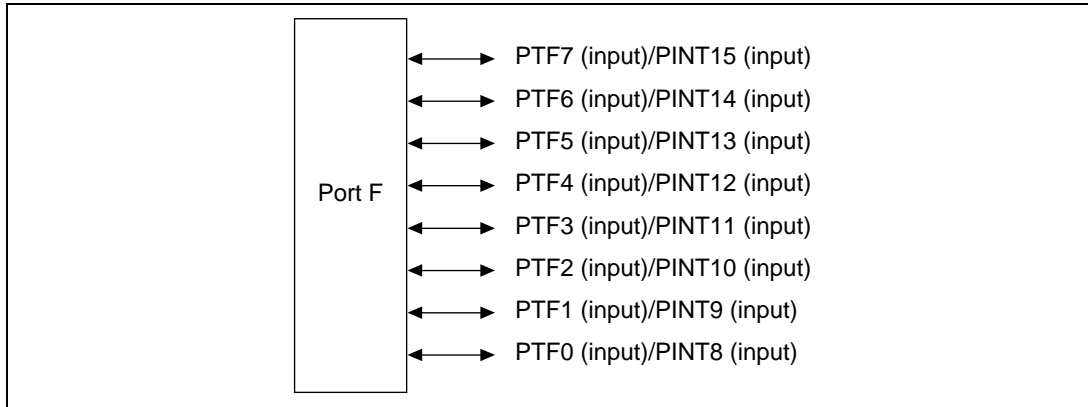 Port F
PTF7 (input)/PINT15 (input)
PTF6 (input)/PINT14 (input)
PTF5 (input)/PINT13 (input)
PTF4 (input)/PINT12 (input)
PTF3 (input)/PINT11 (input)
PTF2 (input)/PINT10 (input)
PTF1 (input)/PINT9 (input)
PTF0 (input)/PINT8 (input)